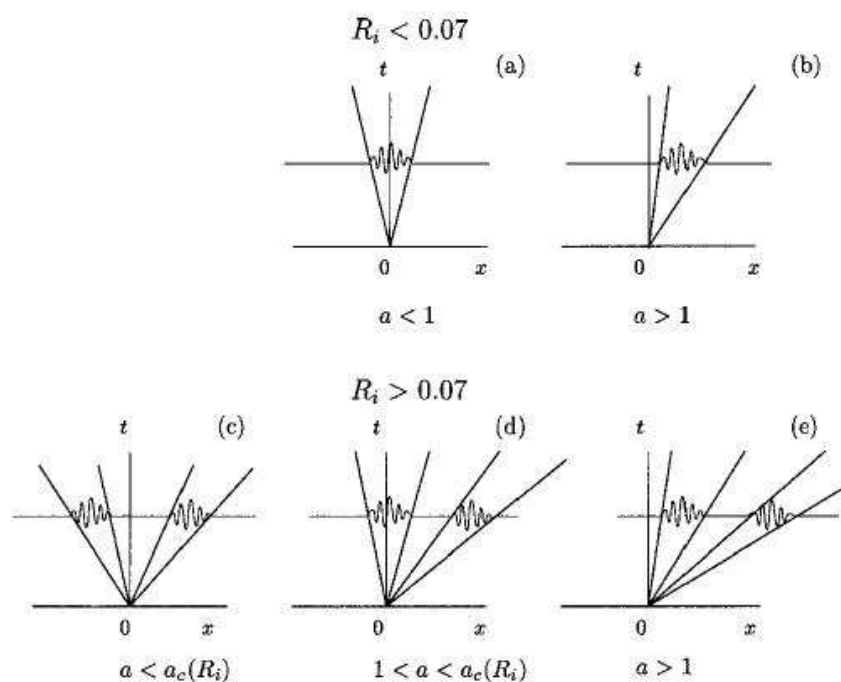 R_i < 0.07
t (a) t (b)
0 x 0 x
a < 1 a > 1
R_i > 0.07
t (c) t (d) t (e)
0 x 0 x 0 x
a < a_c(R_i) 1 < a < a_c(R_i) a > 1